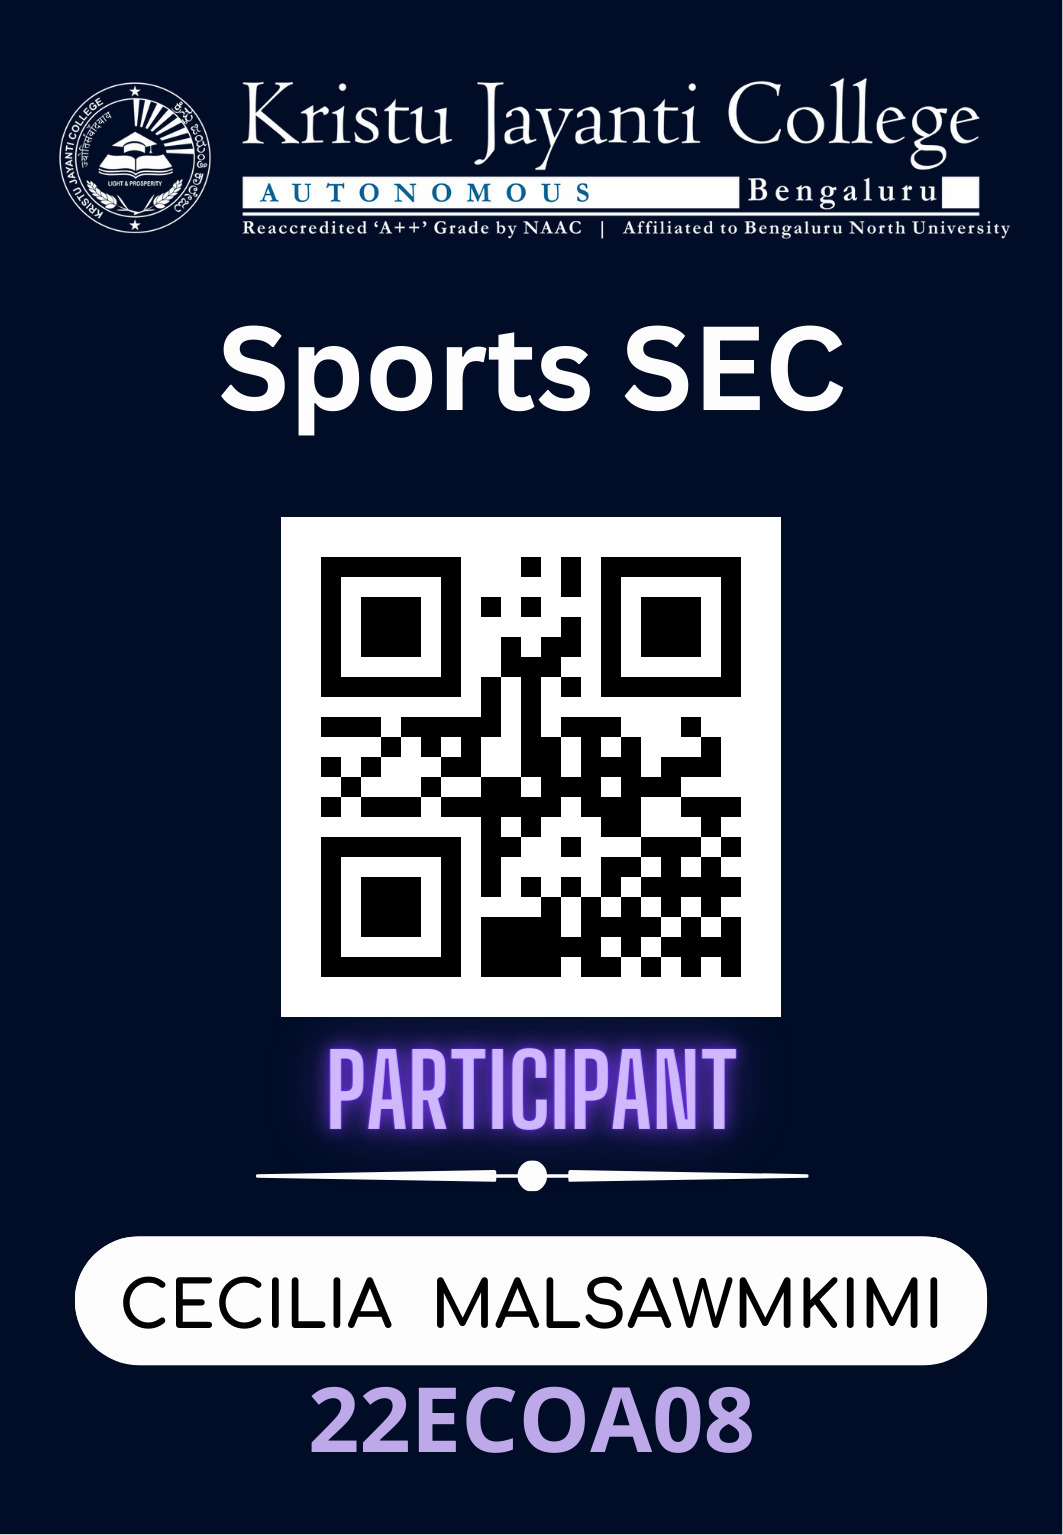 KRISTU JAYANTI COLLEGE
ಕ್ರಿಸ್ತು ಜಯಂತಿ ಕಾಲೇಜು
LIGHT & PROSPERITY
Kristu Jayanti College
AUTONOMOUS Bengaluru
Reaccredited ‘A++’ Grade by NAAC | Affiliated to Bengaluru North University
Sports SEC
PARTICIPANT
CECILIA MALSAWMKIMI
22ECOA08